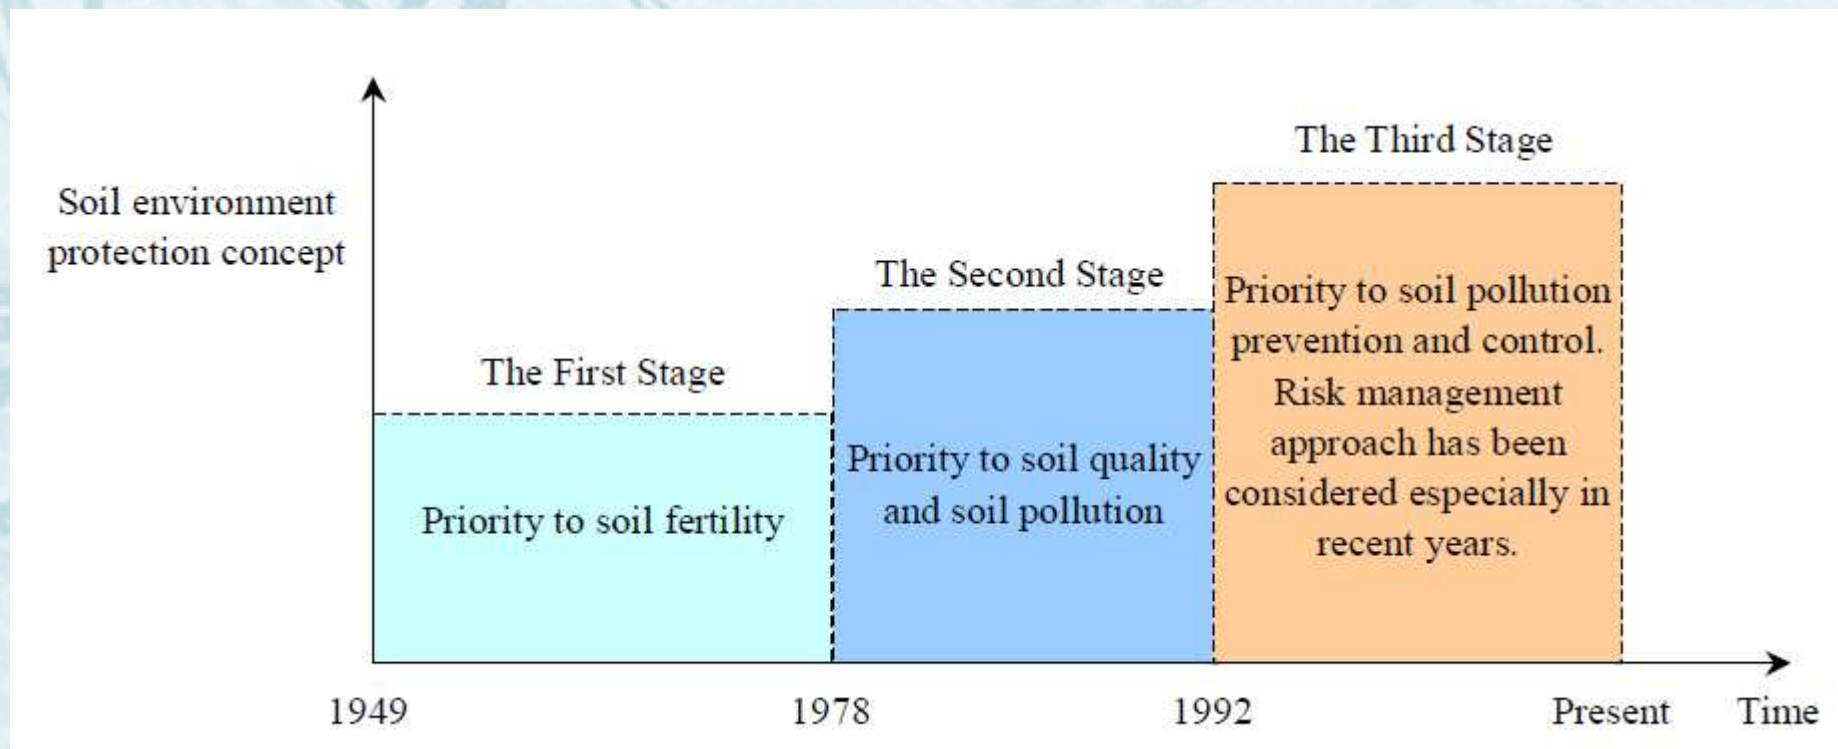 Soil environment
protection concept
The First Stage
Priority to soil fertility
The Second Stage
Priority to soil quality
and soil pollution
The Third Stage
Priority to soil pollution
prevention and control.
Risk management
approach has been
considered especially in
recent years.
1949
1978
1992
Present
Time